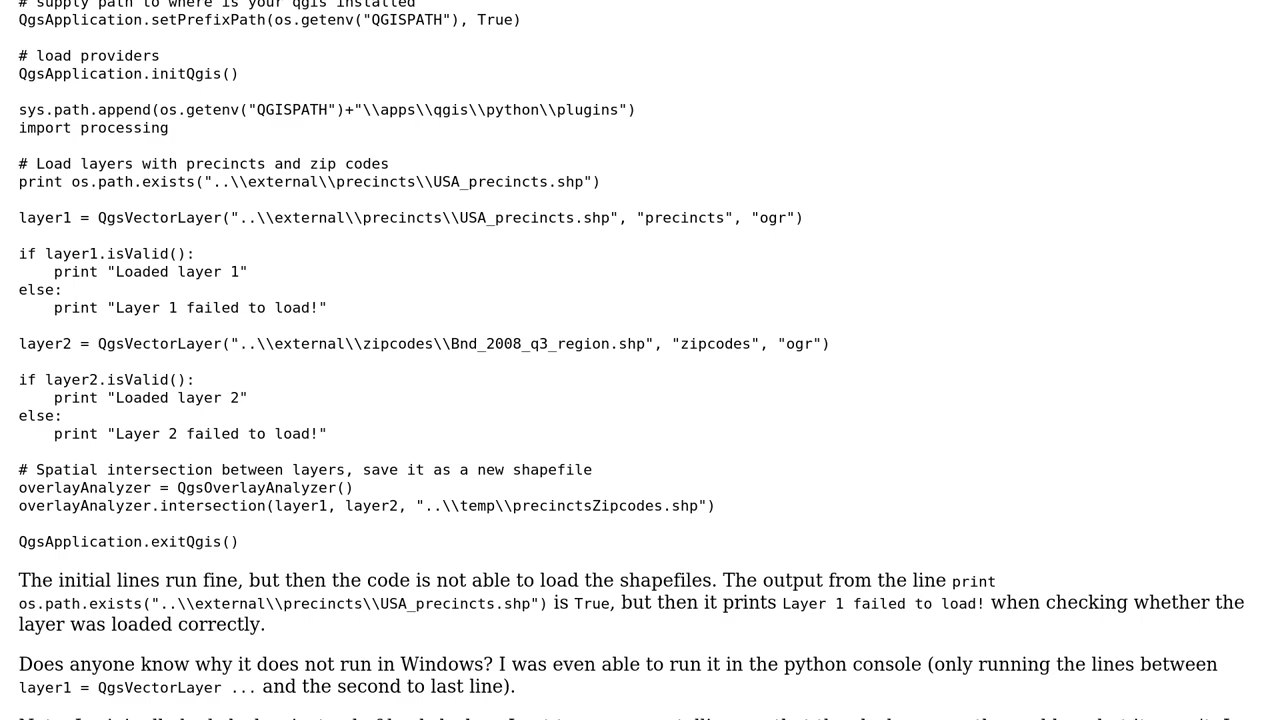 # supply path to where is your qgis installed
QgsApplication.setPrefixPath(os.getenv("QGISPATH"), True)
# load providers
QgsApplication.initQgis()
sys.path.append(os.getenv("QGISPATH")+"\\apps\\qgis\\python\\plugins")
import processing
# Load layers with precincts and zip codes
print os.path.exists("..\\external\\precincts\\USA_precincts.shp")
layer1 = QgsVectorLayer("..\\external\\precincts\\USA_precincts.shp", "precincts", "ogr")
if layer1.isValid():
    print "Loaded layer 1"
else:
    print "Layer 1 failed to load!"
layer2 = QgsVectorLayer("..\\external\\zipcodes\\Bnd_2008_q3_region.shp", "zipcodes", "ogr")
if layer2.isValid():
    print "Loaded layer 2"
else:
    print "Layer 2 failed to load!"
# Spatial intersection between layers, save it as a new shapefile
overlayAnalyzer = QgsOverlayAnalyzer()
overlayAnalyzer.intersection(layer1, layer2, "..\\temp\\precinctsZipcodes.shp")
QgsApplication.exitQgis()
The initial lines run fine, but then the code is not able to load the shapefiles. The output from the line print
os.path.exists("..\\external\\precincts\\USA_precincts.shp") is True, but then it prints Layer 1 failed to load! when checking whether the
layer was loaded correctly.
Does anyone know why it does not run in Windows? I was even able to run it in the python console (only running the lines between
layer1 = QgsVectorLayer ... and the second to last line).